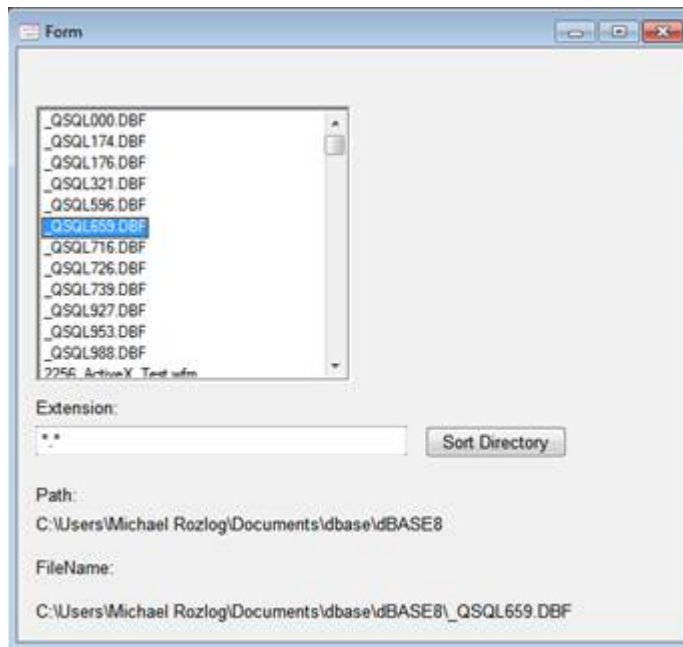 Form
_QSQL000.DBF
_QSQL174.DBF
_QSQL176.DBF
_QSQL321.DBF
_QSQL596.DBF
_QSQL659.DBF
_QSQL716.DBF
_QSQL726.DBF
_QSQL739.DBF
_QSQL927.DBF
_QSQL953.DBF
_QSQL988.DBF
2256_ActiveX_Test.wfm
Extension:
*.*
Sort Directory
Path:
C:\Users\Michael Rozlog\Documents\dbase\dBASE8
FileName:
C:\Users\Michael Rozlog\Documents\dbase\dBASE8\_QSQL659.DBF